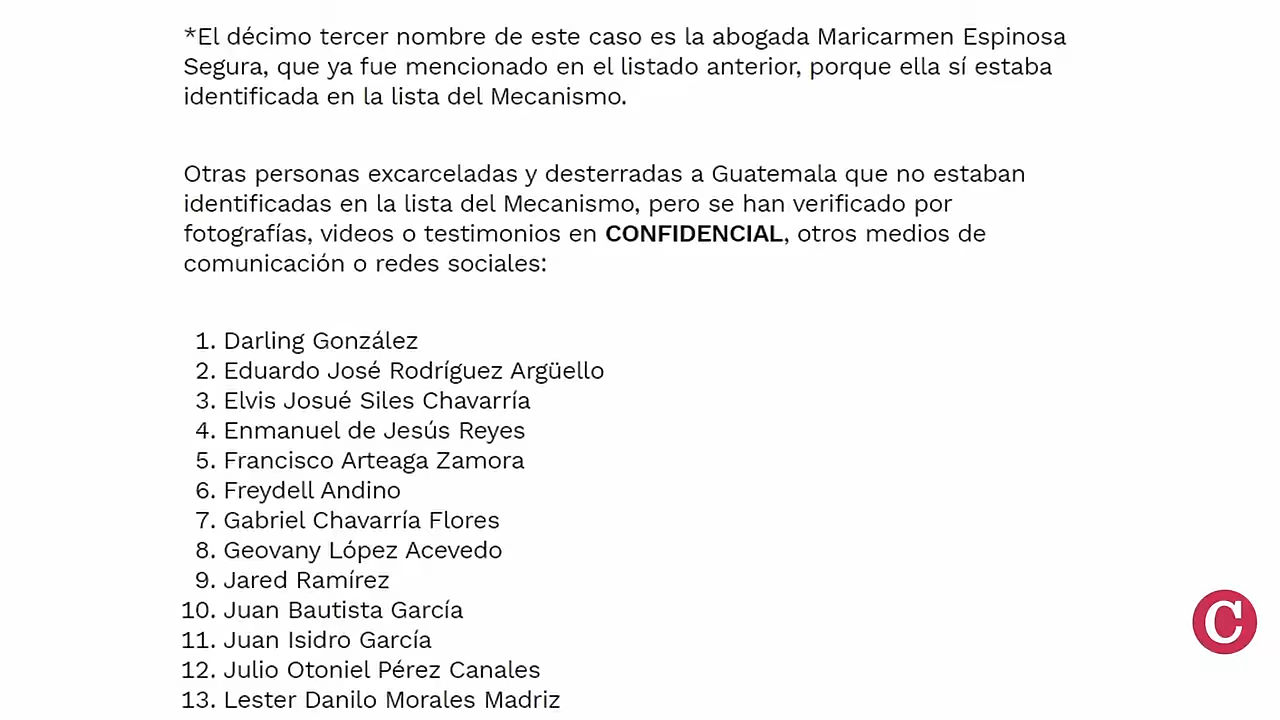 *El décimo tercer nombre de este caso es la abogada Maricarmen Espinosa
Segura, que ya fue mencionado en el listado anterior, porque ella sí estaba
identificada en la lista del Mecanismo.
Otras personas excarceladas y desterradas a Guatemala que no estaban
identificadas en la lista del Mecanismo, pero se han verificado por
fotografías, videos o testimonios en CONFIDENCIAL, otros medios de
comunicación o redes sociales:
1. Darling González
2. Eduardo José Rodríguez Argüello
3. Elvis Josué Siles Chavarría
4. Enmanuel de Jesús Reyes
5. Francisco Arteaga Zamora
6. Freydell Andino
7. Gabriel Chavarría Flores
8. Geovany López Acevedo
9. Jared Ramírez
10. Juan Bautista García
11. Juan Isidro García
12. Julio Otoniel Pérez Canales
13. Lester Danilo Morales Madriz
C